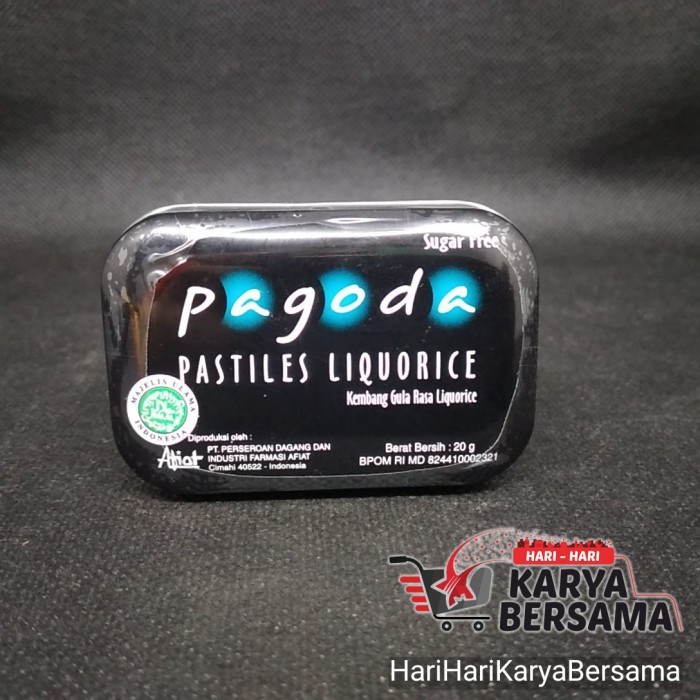 Sugar Free
pagoda
PASTILES LIQUORICE
Kembang Gula Rasa Liquorice
MAJELIS ULAMA
INDONESIA
Diproduksi oleh :
Afiat
PT. PERSEROAN DAGANG DAN
INDUSTRI FARMASI AFIAT
Cimahi 40522 - Indonesia
Berat Bersih : 20 g
BPOM RI MD 824410002321
HARI - HARI
KARYA
BERSAMA
HariHariKaryaBersama